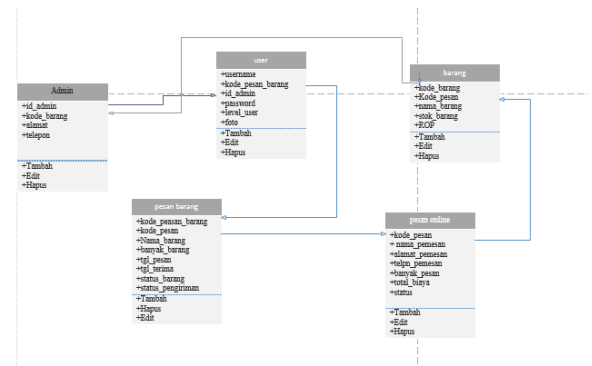 Admin
+id_admin
+kode_barang
+alamat
+telepon
+Tambah
+Edit
+Hapus
user
+username
+kode_pesan_barang
+id_admin
+password
+level_user
+foto
+Tambah
+Edit
+Hapus
barang
+kode_barang
+Kode_pesan
+nama_barang
+stok_barang
+ROP
+Tambah
+Edit
+Hapus
pesan barang
+kode_peasan_barang
+kode_pesan
+Nama_barang
+banyak_barang
+tgl_pesan
+tgl_terima
+status_barang
+status_pengiriman
+Tambah
+Hapus
+Edit
pesan online
+kode_pesan
+ nama_pemesan
+alamat_pemesan
+telpn_pemesan
+banyak_pesan
+total_biaya
+status
+Tambah
+Edit
+Hapus